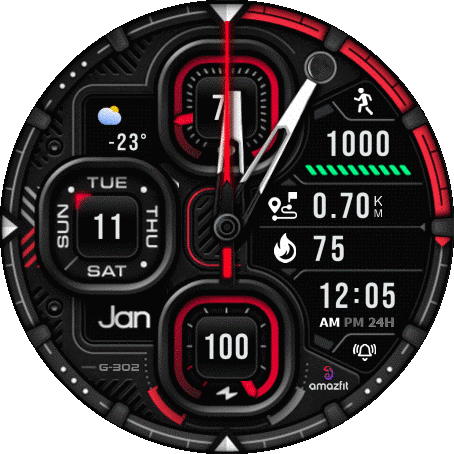 7
-23°
1000
TUE
SUN 11 THU
SAT
0.70 KM
75
12:05
AM PM 24H
Jan
100
G-302
amazfit